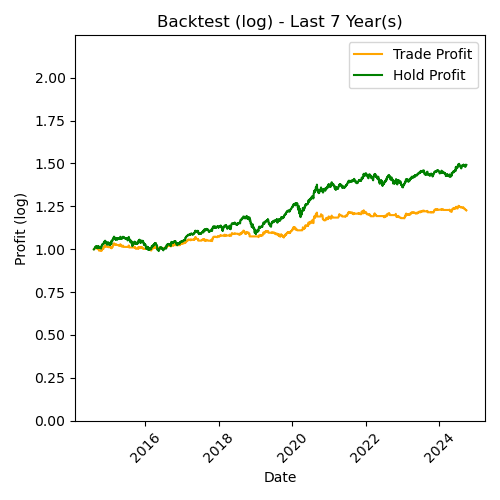 Backtest (log) - Last 7 Year(s)
Trade Profit
Hold Profit
2.00
1.75
1.50
1.25
1.00
0.75
0.50
0.25
0.00
Profit (log)
2016
2018
2020
2022
2024
Date